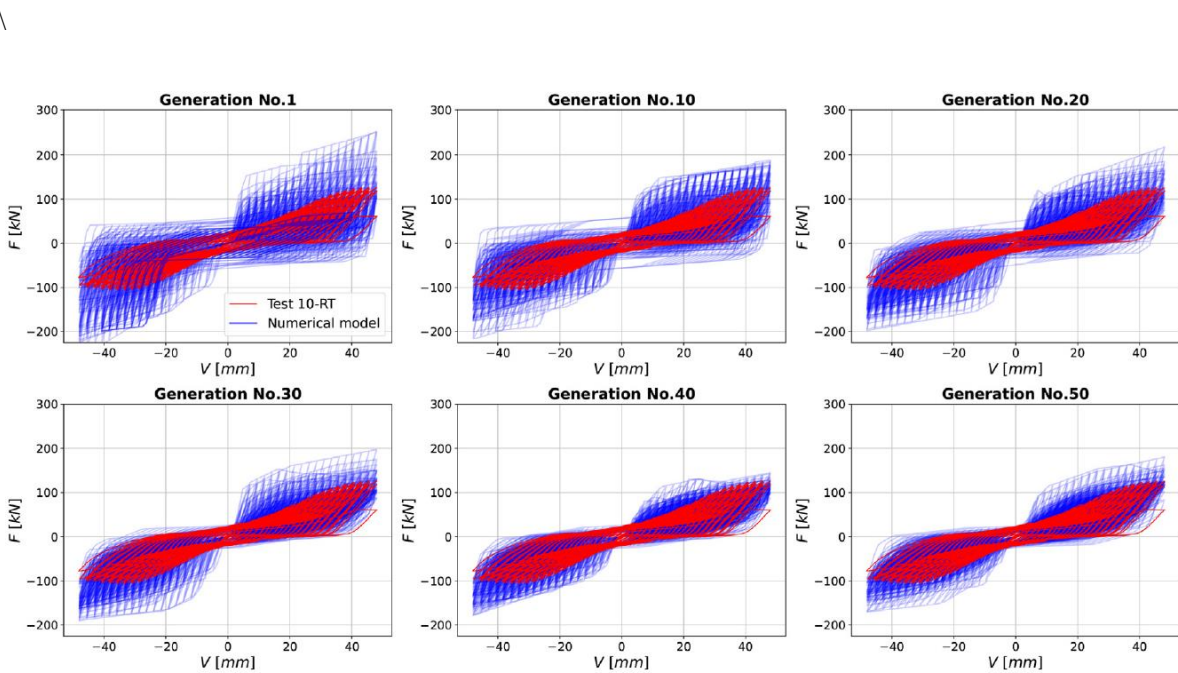 \
Generation No.1
Generation No.10
Generation No.20
300
200
100
0
−100
−200
F [kN]
−40 −20 0 20 40
V [mm]
Test 10-RT
Numerical model
300
200
100
0
−100
−200
F [kN]
−40 −20 0 20 40
V [mm]
300
200
100
0
−100
−200
F [kN]
−40 −20 0 20 40
V [mm]
Generation No.30
Generation No.40
Generation No.50
300
200
100
0
−100
−200
F [kN]
−40 −20 0 20 40
V [mm]
300
200
100
0
−100
−200
F [kN]
−40 −20 0 20 40
V [mm]
300
200
100
0
−100
−200
F [kN]
−40 −20 0 20 40
V [mm]